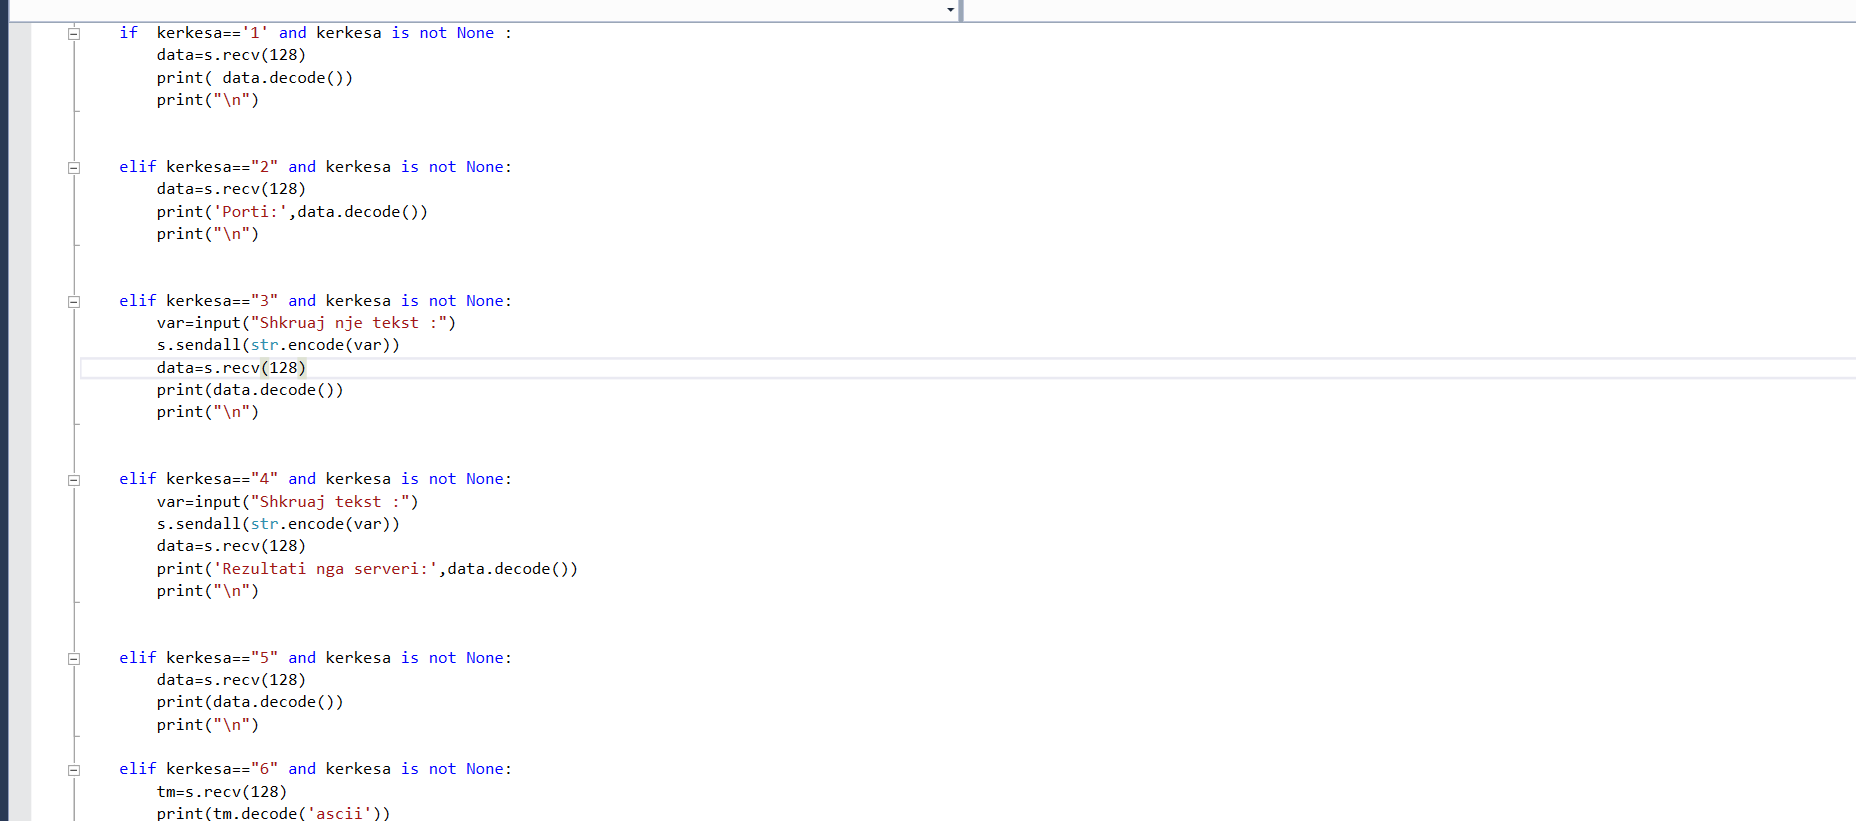 if  kerkesa=='1' and kerkesa is not None :
data=s.recv(128)
print( data.decode())
print("\n")
elif kerkesa=="2" and kerkesa is not None:
data=s.recv(128)
print('Porti:',data.decode())
print("\n")
elif kerkesa=="3" and kerkesa is not None:
var=input("Shkruaj nje tekst :")
s.sendall(str.encode(var))
data=s.recv(128)
print(data.decode())
print("\n")
elif kerkesa=="4" and kerkesa is not None:
var=input("Shkruaj tekst :")
s.sendall(str.encode(var))
data=s.recv(128)
print('Rezultati nga serveri:',data.decode())
print("\n")
elif kerkesa=="5" and kerkesa is not None:
data=s.recv(128)
print(data.decode())
print("\n")
elif kerkesa=="6" and kerkesa is not None:
tm=s.recv(128)
print(tm.decode('ascii'))